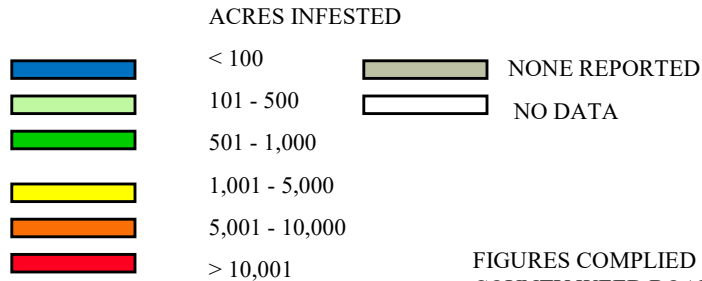 ACRES INFESTED
< 100
101 - 500
501 - 1,000
1,001 - 5,000
5,001 - 10,000
> 10,001
NONE REPORTED
NO DATA
FIGURES COMPLIED